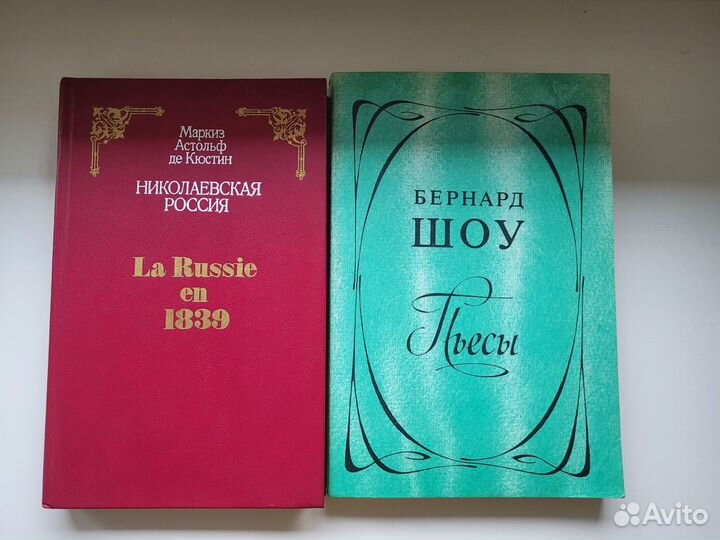 Маркиз
Астольф
де Кюстин
НИКОЛАЕВСКАЯ
РОССИЯ
La Russie
en
1839
БЕРНАРД
ШОУ
Пьесы
Avito